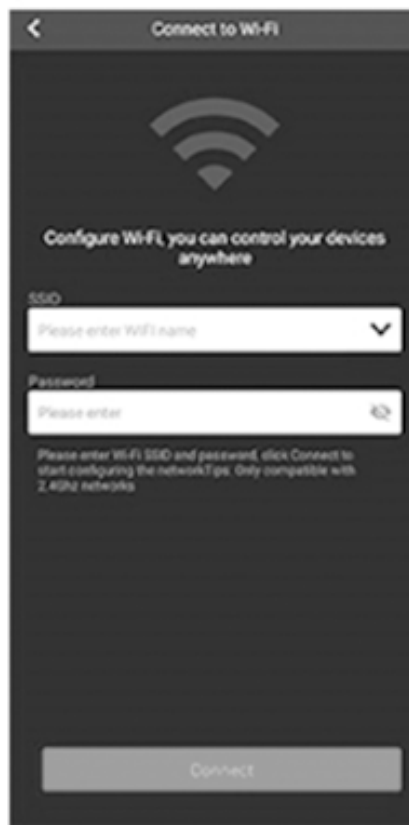 Connect to Wi-Fi
Configure Wi-Fi, you can control your devices
anywhere
SSID
Please enter WIFI name
Password
Please enter
Please enter Wi-Fi SSID and password, click Connect to
start configuring the networkTips: Only compatible with
2.4Ghz networks
Connect